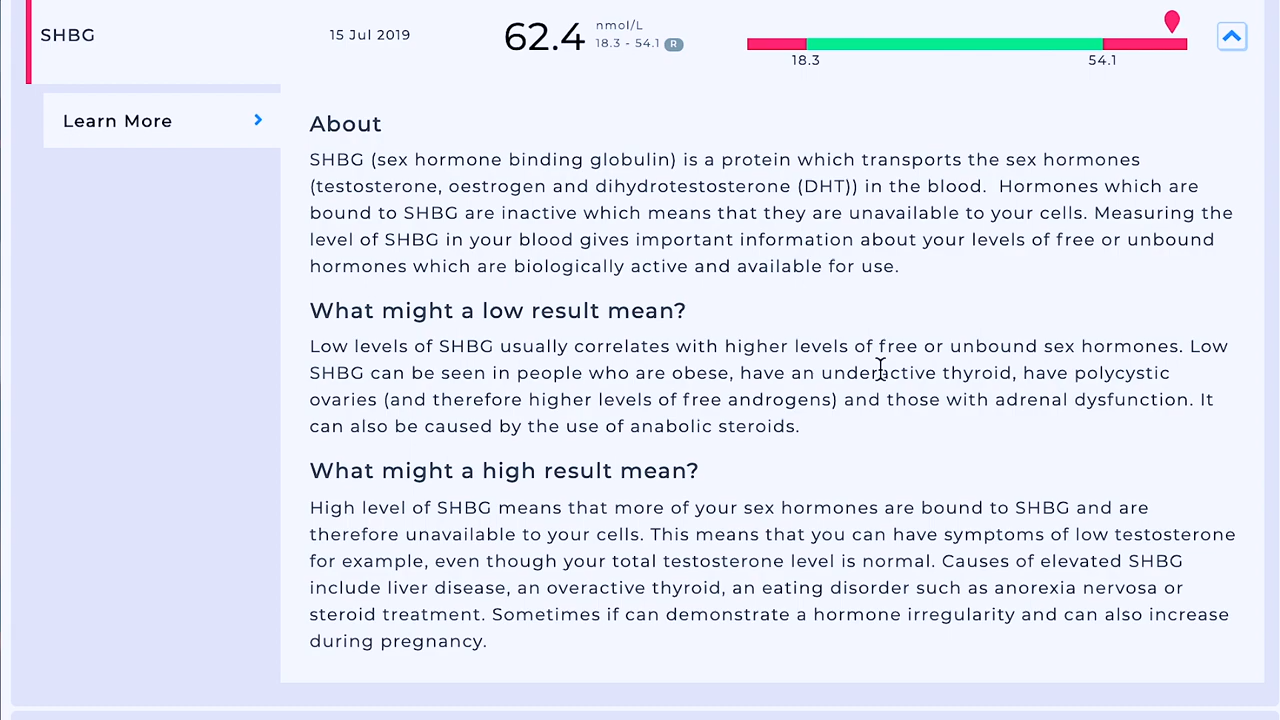 SHBG
15 Jul 2019
62.4
nmol/L
18.3 - 54.1 R
18.3
54.1
Learn More
About
SHBG (sex hormone binding globulin) is a protein which transports the sex hormones
(testosterone, oestrogen and dihydrotestosterone (DHT)) in the blood.  Hormones which are
bound to SHBG are inactive which means that they are unavailable to your cells. Measuring the
level of SHBG in your blood gives important information about your levels of free or unbound
hormones which are biologically active and available for use.
What might a low result mean?
Low levels of SHBG usually correlates with higher levels of free or unbound sex hormones. Low
SHBG can be seen in people who are obese, have an underactive thyroid, have polycystic
ovaries (and therefore higher levels of free androgens) and those with adrenal dysfunction. It
can also be caused by the use of anabolic steroids.
What might a high result mean?
High level of SHBG means that more of your sex hormones are bound to SHBG and are
therefore unavailable to your cells. This means that you can have symptoms of low testosterone
for example, even though your total testosterone level is normal. Causes of elevated SHBG
include liver disease, an overactive thyroid, an eating disorder such as anorexia nervosa or
steroid treatment. Sometimes if can demonstrate a hormone irregularity and can also increase
during pregnancy.